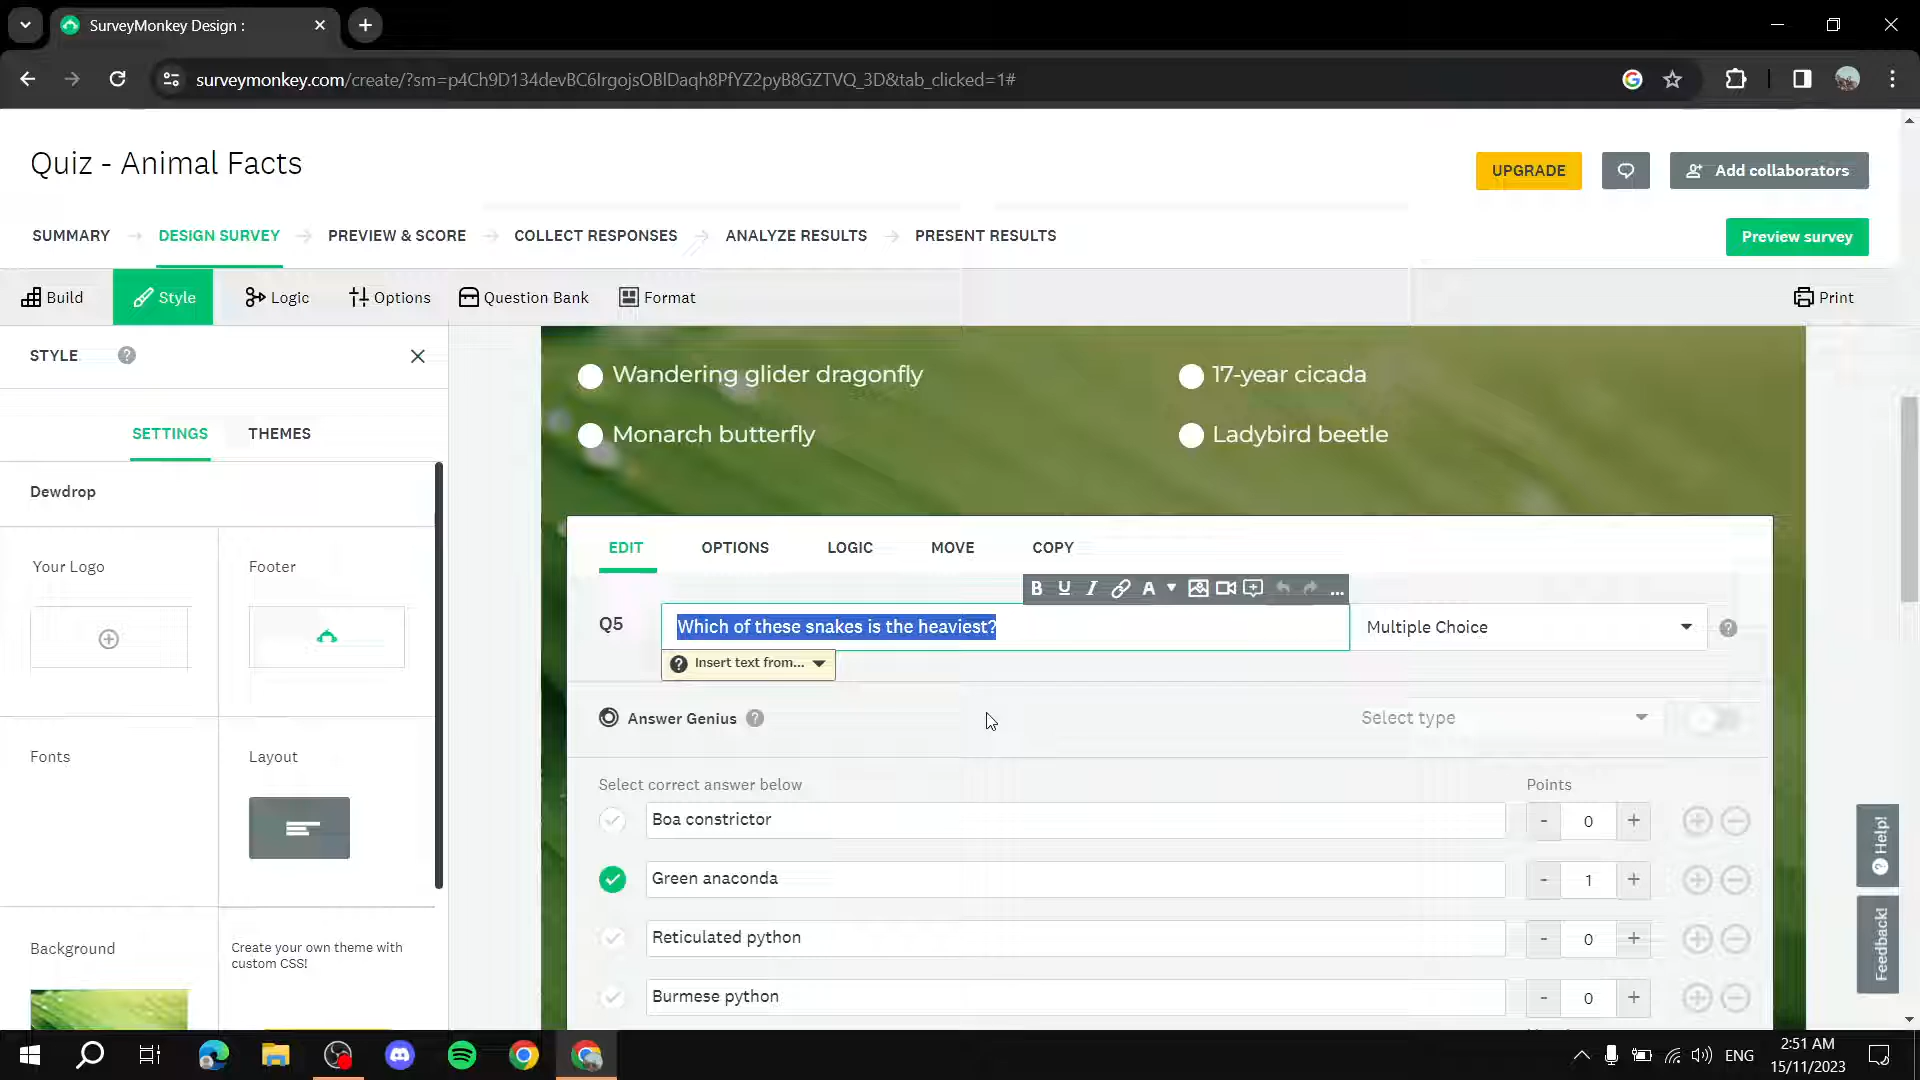 SurveyMonkey Design :
surveymonkey.com/create/?sm=p4Ch9D134devBC6IrgojsOBlDaqh8PfYZ2pyB8GZTVQ_3D&tab_clicked=1#
Quiz - Animal Facts
UPGRADE
Add collaborators
SUMMARY
DESIGN SURVEY
PREVIEW & SCORE
COLLECT RESPONSES
ANALYZE RESULTS
PRESENT RESULTS
Preview survey
Build
Style
Logic
Options
Question Bank
Format
Print
STYLE
SETTINGS
THEMES
Dewdrop
Your Logo
Footer
Fonts
Layout
Background
Create your own theme with
custom CSS!
Wandering glider dragonfly
17-year cicada
Monarch butterfly
Ladybird beetle
EDIT
OPTIONS
LOGIC
MOVE
COPY
B U I A ...
Q5
Which of these snakes is the heaviest?
Multiple Choice
Insert text from...
Answer Genius
Select type
Select correct answer below
Points
Boa constrictor
- 0 +
Green anaconda
- 1 +
Reticulated python
- 0 +
Burmese python
- 0 +
Help!
Feedback!
ENG
2:51 AM
15/11/2023